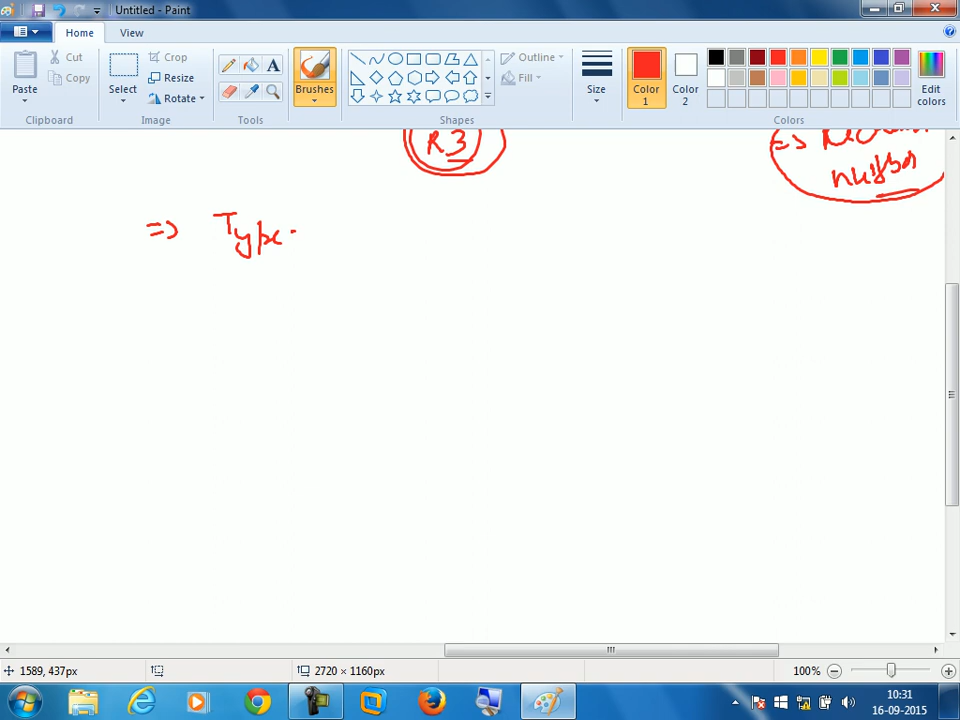 Untitled - Paint
Home View
Cut
Copy
Paste
Clipboard
Select
Crop
Resize
Rotate
Image
A
Tools
Brushes
Outline
Fill
Shapes
Size
Color 1
Color 2
Edit colors
Colors
R3
=>
number
=> Type -
1589, 437px
2720 × 1160px
100%
10:31
16-09-2015